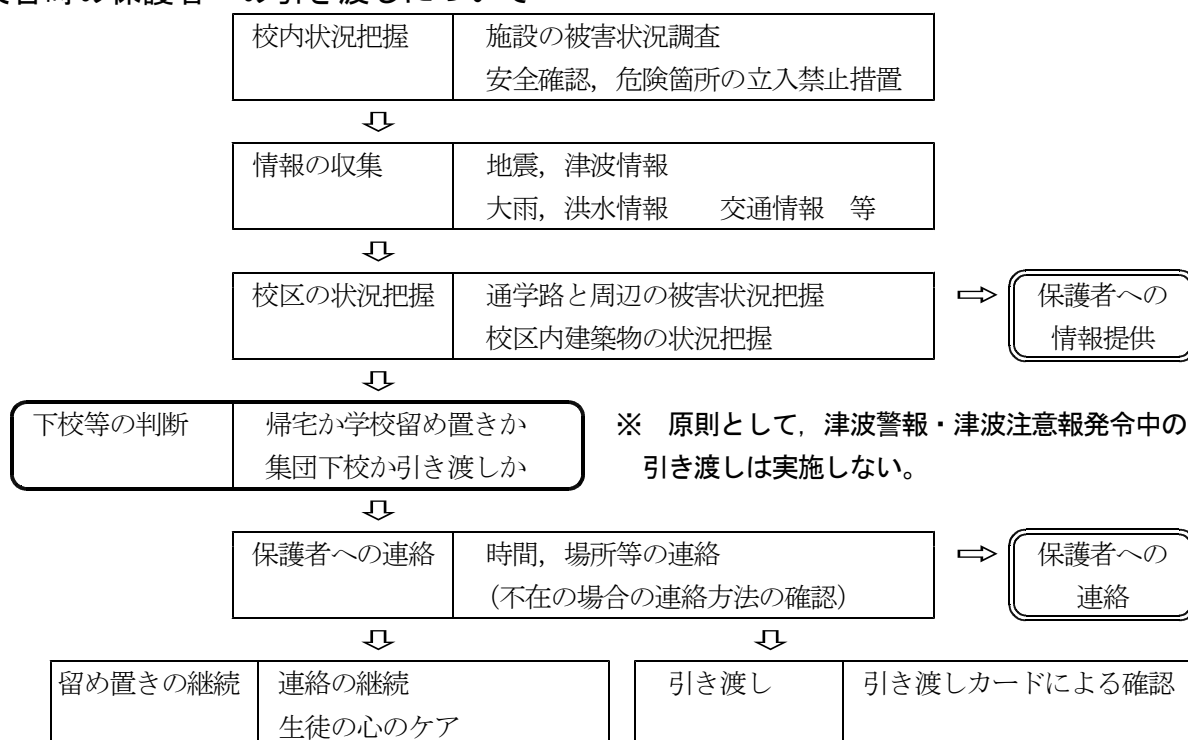 害時の保護者への引き渡しについて
校内状況把握 施設の被害状況調査
安全確認，危険箇所の立入禁止措置
情報の収集 地震，津波情報
大雨，洪水情報 交通情報 等
校区の状況把握 通学路と周辺の被害状況把握
校区内建築物の状況把握
保護者への
情報提供
下校等の判断 帰宅か学校留め置きか
集団下校か引き渡しか
※ 原則として，津波警報・津波注意報発令中の
引き渡しは実施しない。
保護者への連絡 時間，場所等の連絡
（不在の場合の連絡方法の確認）
保護者への
連絡
留め置きの継続 連絡の継続
生徒の心のケア
引き渡し 引き渡しカードによる確認